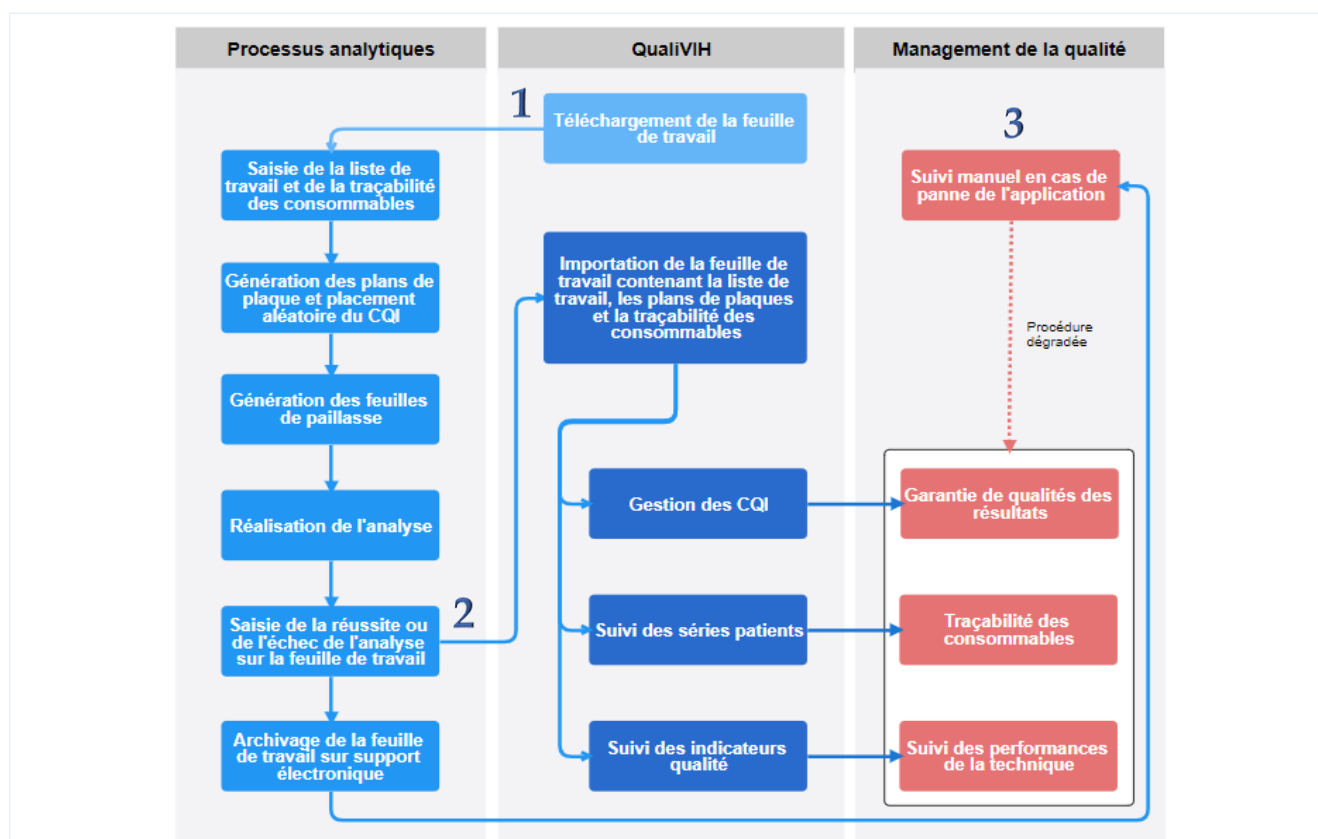 Processus analytiques
QualiVIH
Management de la qualité
1
Téléchargement de la feuille
de travail
3
Saisie de la liste de
travail et de la traçabilité
des consommables
Suivi manuel en cas de
panne de l'application
Génération des plans de
plaque et placement
aléatoire du CQI
Importation de la feuille de
travail contenant la liste de
travail, les plans de plaques
et la traçabilité des
consommables
Procédure
dégradée
Génération des feuilles
de paillasse
Réalisation de l'analyse
Gestion des CQI
Garantie de qualités des
résultats
2
Saisie de la réussite ou
de l'échec de l'analyse
sur la feuille de travail
Suivi des séries patients
Traçabilité des
consommables
Archivage de la feuille
de travail sur support
électronique
Suivi des indicateurs
qualité
Suivi des performances
de la technique